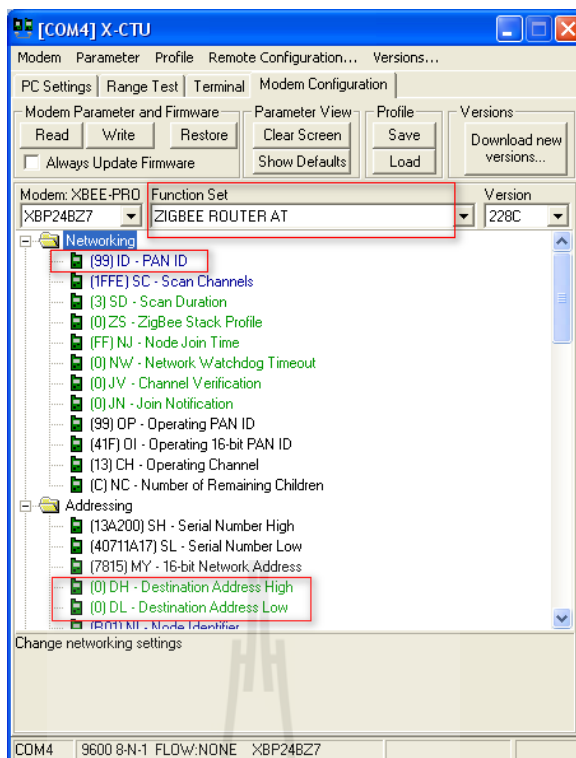 [COM4] X-CTU
Modem Parameter Profile Remote Configuration... Versions...
PC Settings Range Test Terminal Modem Configuration
Modem Parameter and Firmware Parameter View Profile Versions
Read Write Restore Clear Screen Save Download new versions...
Always Update Firmware Show Defaults Load
Modem: XBEE-PRO Function Set Version
XBP24BZ7 ZIGBEE ROUTER AT 228C
Networking
(99) ID - PAN ID
(1FFE) SC - Scan Channels
(3) SD - Scan Duration
(0) ZS - ZigBee Stack Profile
(FF) NJ - Node Join Time
(0) NW - Network Watchdog Timeout
(0) JV - Channel Verification
(0) JN - Join Notification
(99) OP - Operating PAN ID
(41F) OI - Operating 16-bit PAN ID
(13) CH - Operating Channel
(C) NC - Number of Remaining Children
Addressing
(13A200) SH - Serial Number High
(40711A17) SL - Serial Number Low
(7815) MY - 16-bit Network Address
(0) DH - Destination Address High
(0) DL - Destination Address Low
(R01) NI - Node Identifier
Change networking settings
COM4 9600 8-N-1 FLOW:NONE XBP24BZ7